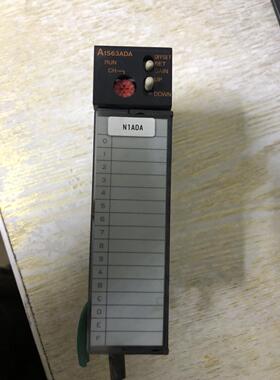 A1S63ADA
RUN
CH
OFFSET
SET
GAIN
UP
DOWN
N1ADA
0
1
2
3
4
5
6
7
8
9
A
B
C
D
E
F